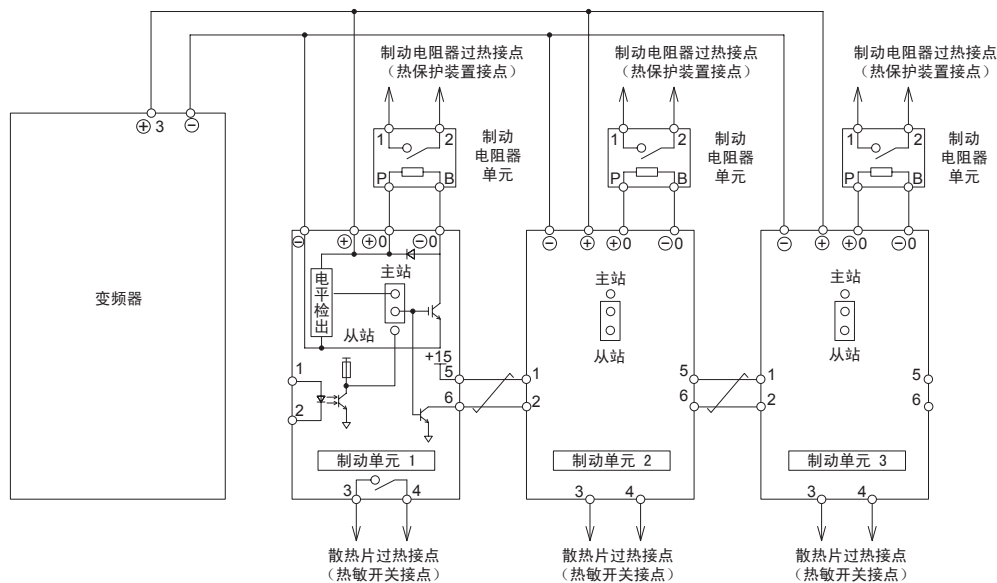 制动电阻器过热接点
（热保护装置接点）
制动电阻器过热接点
（热保护装置接点）
制动电阻器过热接点
（热保护装置接点）
⊕ 3 ⊖
1 2
制动
电阻器
单元
P B
1 2
制动
电阻器
单元
P B
1 2
制动
电阻器
单元
P B
⊖ ⊕ ⊕0 ⊖0
⊖ ⊕ ⊕0 ⊖0
⊖ ⊕ ⊕0 ⊖0
变频器
电平检出
主站
从站
+15
1
2
5
6
制动单元 1
3 4
主站
从站
1
2
5
6
制动单元 2
3 4
主站
从站
1
2
5
6
制动单元 3
3 4
散热片过热接点
（热敏开关接点）
散热片过热接点
（热敏开关接点）
散热片过热接点
（热敏开关接点）